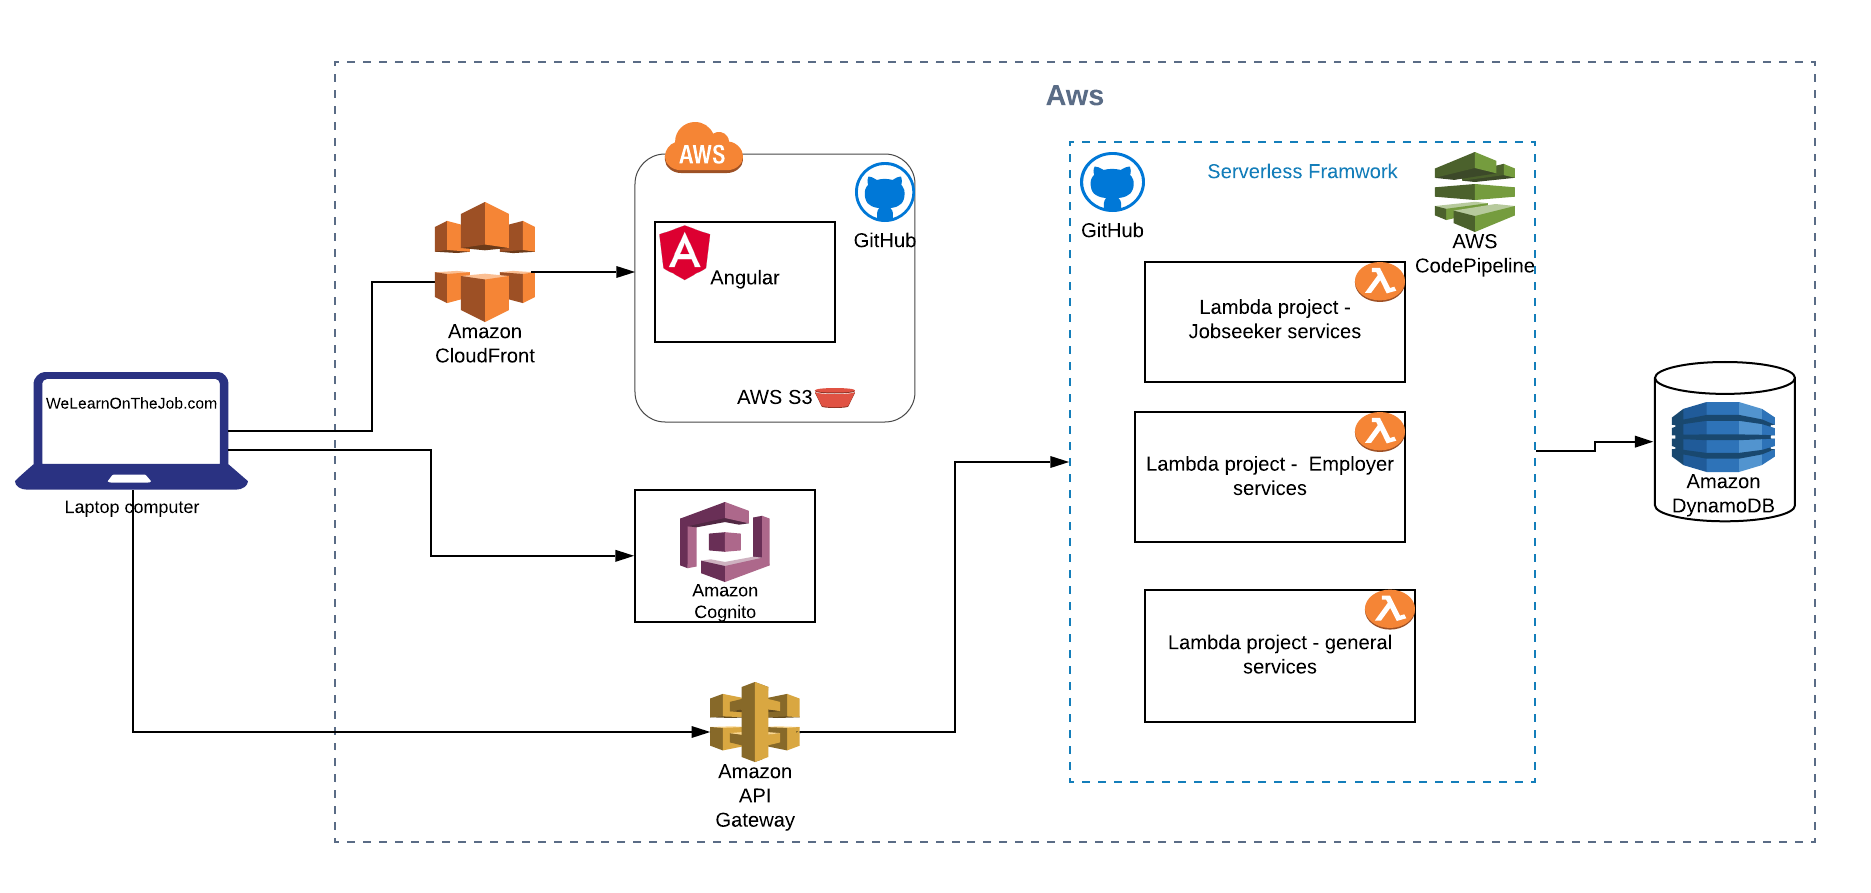 Aws
AWS
GitHub
Angular
AWS S3
Amazon
CloudFront
WeLearnOnTheJob.com
Laptop computer
Amazon
Cognito
Amazon
API
Gateway
Serverless Framwork
GitHub
AWS
CodePipeline
Lambda project -
Jobseeker services
Lambda project -  Employer
services
Lambda project - general
services
Amazon
DynamoDB